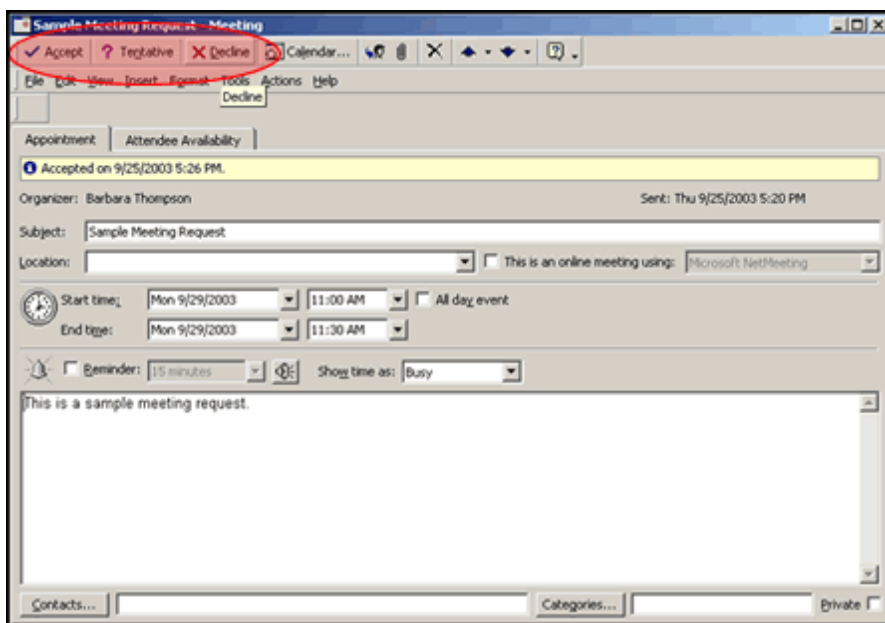 Sample Meeting Request - Meeting
Accept Tentative Decline Calendar...
File Edit View Insert Format Tools Actions Help
Decline
Appointment Attendee Availability
Accepted on 9/25/2003 5:26 PM.
Organizer: Barbara Thompson Sent: Thu 9/25/2003 5:20 PM
Subject: Sample Meeting Request
Location: This is an online meeting using: Microsoft NetMeeting
Start time: Mon 9/29/2003 11:00 AM All day event
End time: Mon 9/29/2003 11:30 AM
Reminder: 15 minutes Show time as: Busy
This is a sample meeting request.
Contacts... Categories... Private